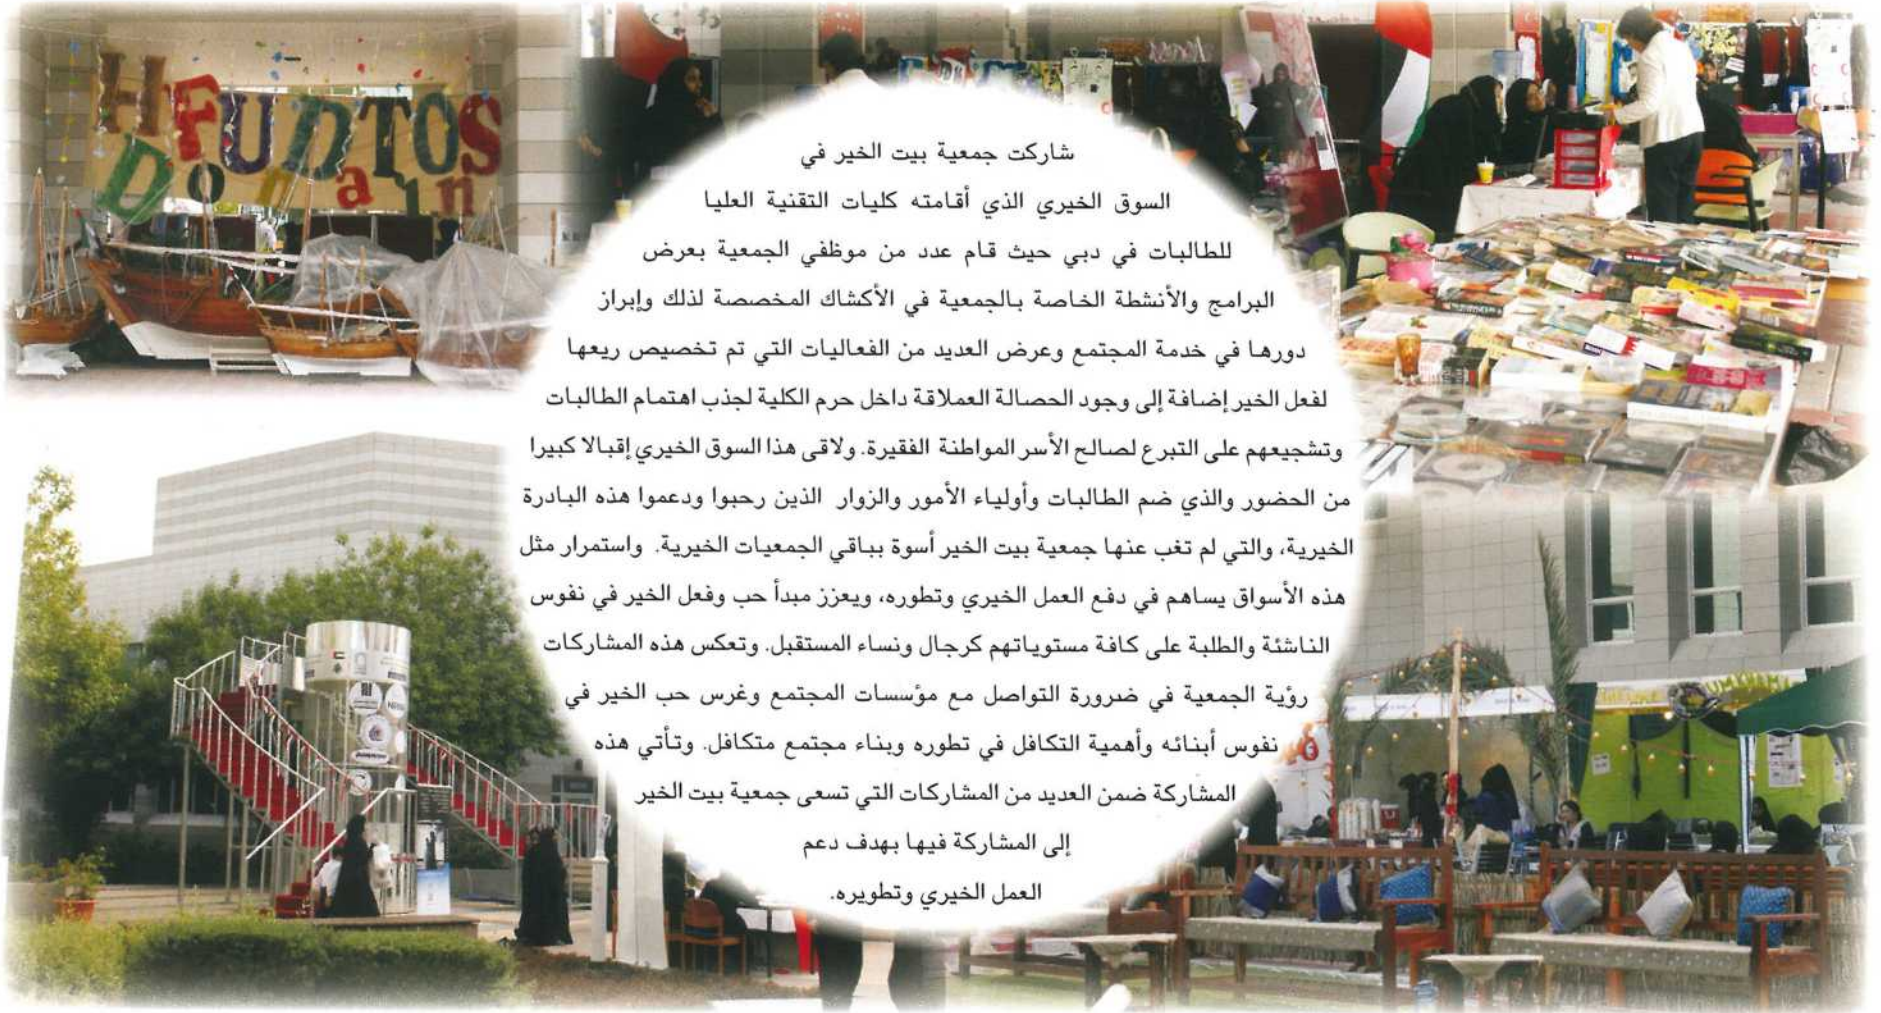 HFUDTOS
Domain
شاركت جمعية بيت الخير في
السوق الخيري الذي أقامته كليات التقنية العليا
للطالبات في دبي حيث قام عدد من موظفي الجمعية بعرض
البرامج والأنشطة الخاصة بالجمعية في الأكشاك المخصصة لذلك وإبراز
دورها في خدمة المجتمع وعرض العديد من الفعاليات التي تم تخصيص ريعها
لفعل الخير إضافة إلى وجود الحصالة العملاقة داخل حرم الكلية لجذب اهتمام الطالبات
وتشجيعهم على التبرع لصالح الأسر المواطنة الفقيرة. ولاقى هذا السوق الخيري إقبالا كبيرا
من الحضور والذي ضم الطالبات وأولياء الأمور والزوار الذين رحبوا ودعموا هذه البادرة
الخيرية، والتي لم تغب عنها جمعية بيت الخير أسوة بباقي الجمعيات الخيرية. واستمرار مثل
هذه الأسواق يساهم في دفع العمل الخيري وتطوره، ويعزز مبدأ حب وفعل الخير في نفوس
الناشئة والطلبة على كافة مستوياتهم كرجال ونساء المستقبل. وتعكس هذه المشاركات
رؤية الجمعية في ضرورة التواصل مع مؤسسات المجتمع وغرس حب الخير في
نفوس أبنائه وأهمية التكافل في تطوره وبناء مجتمع متكافل. وتأتي هذه
المشاركة ضمن العديد من المشاركات التي تسعى جمعية بيت الخير
إلى المشاركة فيها بهدف دعم
العمل الخيري وتطويره.